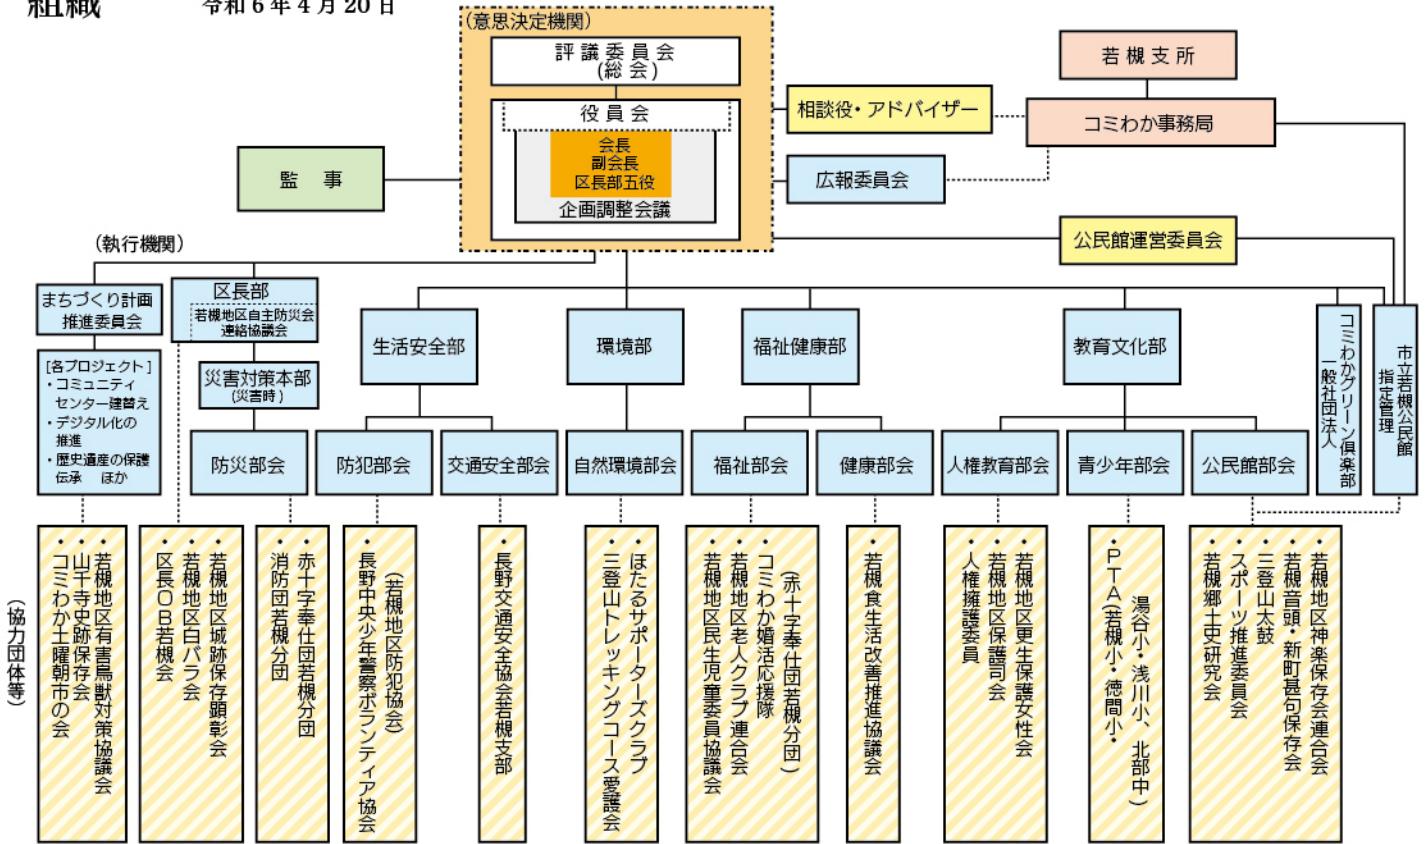 組織
令和6年4月20日
(意思決定機関)
評議委員会
(総会)
役員会
会長
副会長
区長部五役
企画調整会議
監 事
相談役・アドバイザー
広報委員会
若槻支所
コミわか事務局
公民館運営委員会
(執行機関)
まちづくり計画
推進委員会
[各プロジェクト]
・コミュニティ
センター建替え
・デジタル化の
推進
・歴史遺産の保護
伝承 ほか
区長部
若槻地区自主防災会
連絡協議会
災害対策本部
(災害時)
生活安全部
環境部
福祉健康部
教育文化部
コミわかグリーン倶楽部
一般社団法人
市立若槻公民館
指定管理
防災部会
防犯部会
交通安全部会
自然環境部会
福祉部会
健康部会
人権教育部会
青少年部会
公民館部会
(協力団体等)
・若槻地区有害鳥獣対策協議会
・山千寺史跡保存会
・コミわか土曜朝市の会
・若槻地区城跡保存顕彰会
・若槻地区白バラ会
・区長OB若槻会
・赤十字奉仕団若槻分団
・消防団若槻分団
(若槻地区防犯協会)
・長野中央少年警察ボランティア協会
・長野交通安全協会若槻支部
・ほたるサポーターズクラブ
・三登山トレッキングコース愛護会
(赤十字奉仕団若槻分団)
・コミわか婚活応援隊
・若槻地区老人クラブ連合会
・若槻地区民生児童委員協議会
・若槻食生活改善推進協議会
・若槻地区更生保護女性会
・若槻地区保護司会
・人権擁護委員
・PTA(若槻小・徳間小・
湯谷小・浅川小、北部中)
・若槻地区神楽保存会連合会
・若槻音頭・新町甚句保存会
・三登山太鼓
・スポーツ推進委員会
・若槻郷土史研究会